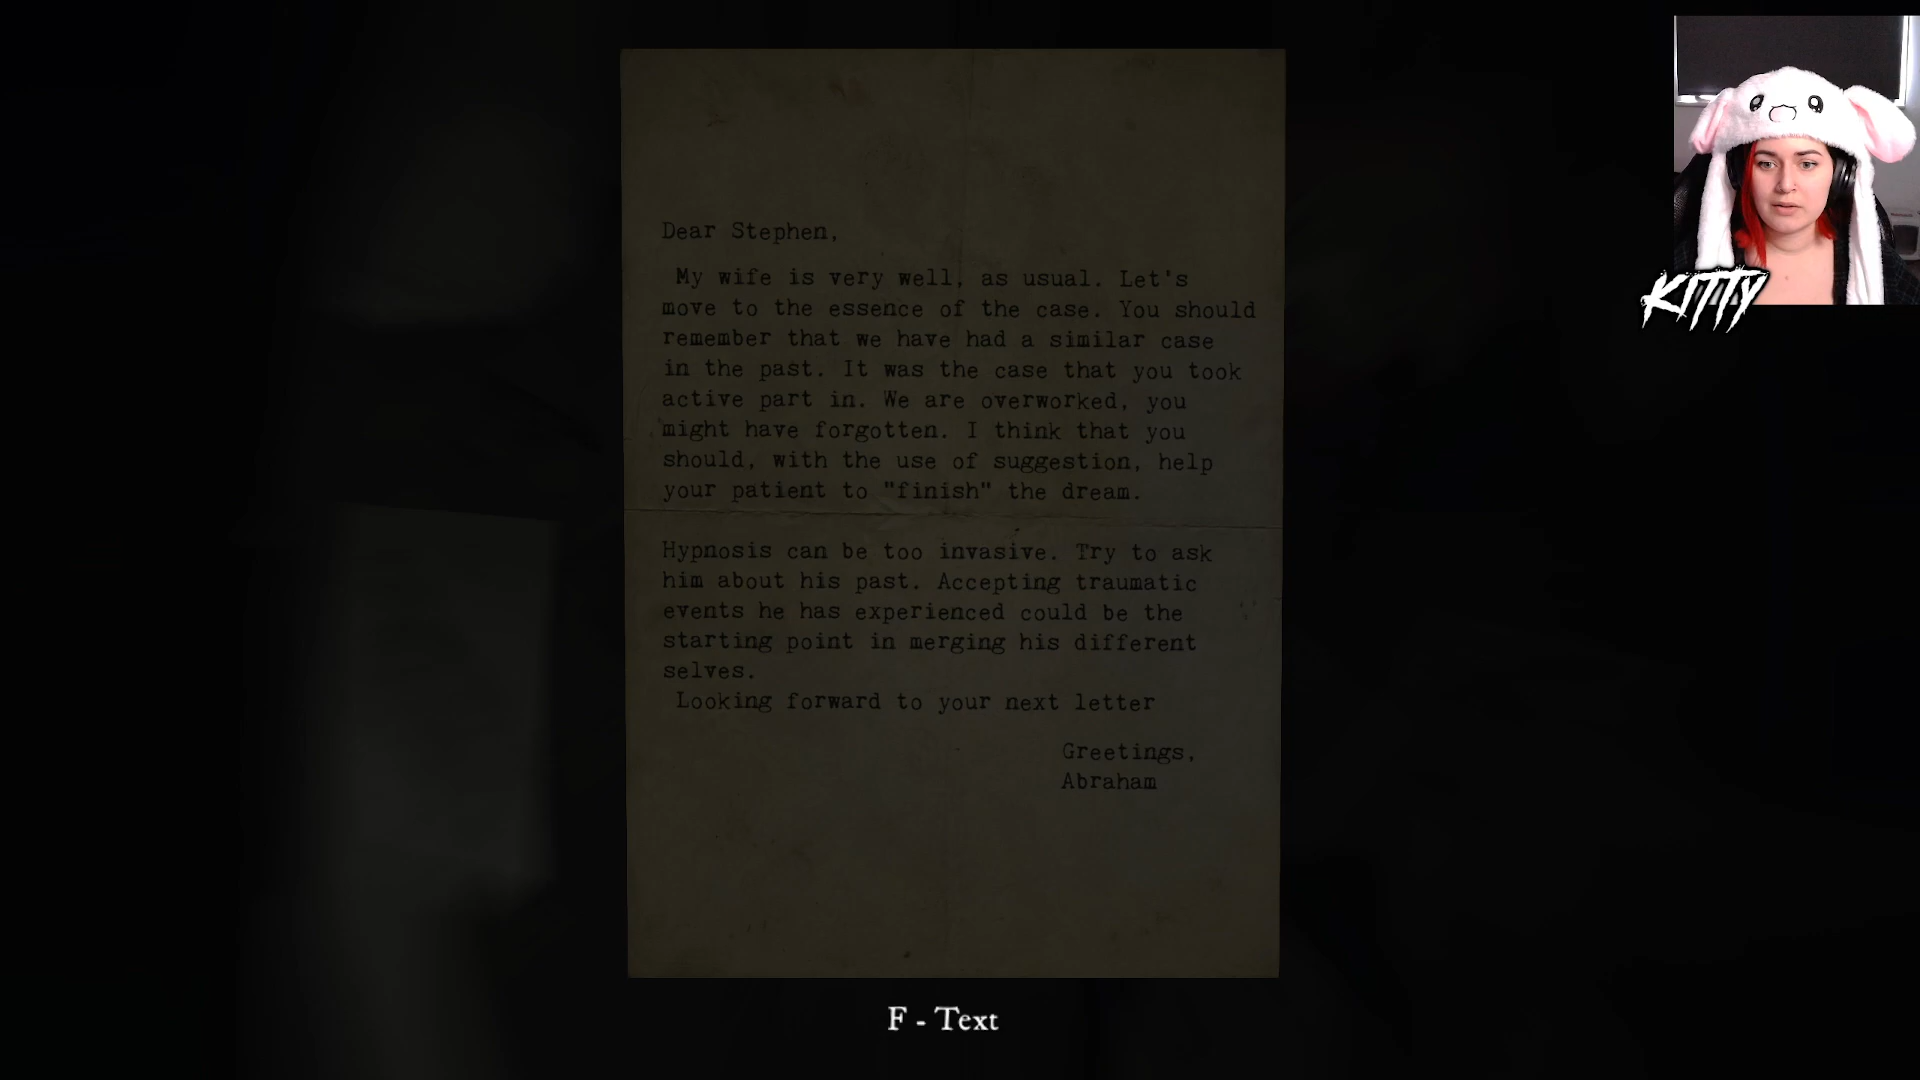 Dear Stephen,
My wife is very well, as usual. Let's
move to the essence of the case. You should
remember that we have had a similar case
in the past. It was the case that you took
active part in. We are overworked, you
might have forgotten. I think that you
should, with the use of suggestion, help
your patient to "finish" the dream.
Hypnosis can be too invasive. Try to ask
him about his past. Accepting traumatic
events he has experienced could be the
starting point in merging his different
selves.
Looking forward to your next letter
Greetings,
Abraham
F - Text
KITTY